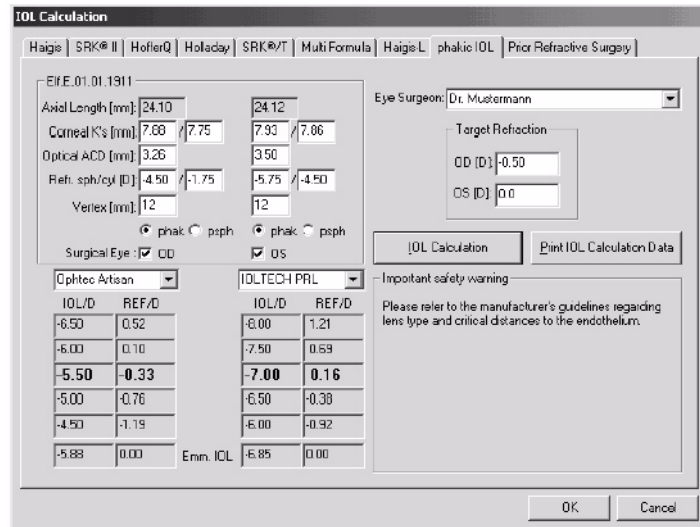 IOL Calculation
Haigis SRK® II HofferQ Holaday SRK®/T Multi Formula Haigis-L phakic IOL Prior Refractive Surgery
Elf.E.01.01.1911
Axial Length [mm]: 24.10 24.12
Corneal K's [mm]: 7.88 / 7.75 7.93 / 7.86
Optical ACD [mm]: 3.26 3.50
Refr. sph/cyl [D]: -4.50 / -1.75 -5.75 / -4.50
Vertex [mm]: 12 12
phak psph phak psph
Surgical Eye : OD OS
Eye Surgeon: Dr. Mustermann
Target Refraction
OD [D]: -0.50
OS [D]: 0.0
IOL Calculation Print IOL Calculation Data
Ophtec Artisan IOLTECH PRL
IOL/D REF/D IOL/D REF/D
-6.50 0.52 -8.00 1.21
-6.00 0.10 -7.50 0.69
-5.50 -0.33 -7.00 0.16
-5.00 -0.76 -6.50 -0.38
-4.50 -1.19 -6.00 -0.92
-5.88 0.00 Emm. IOL -6.85 0.00
Important safety warning
Please refer to the manufacturer's guidelines regarding
lens type and critical distances to the endothelium.
OK Cancel